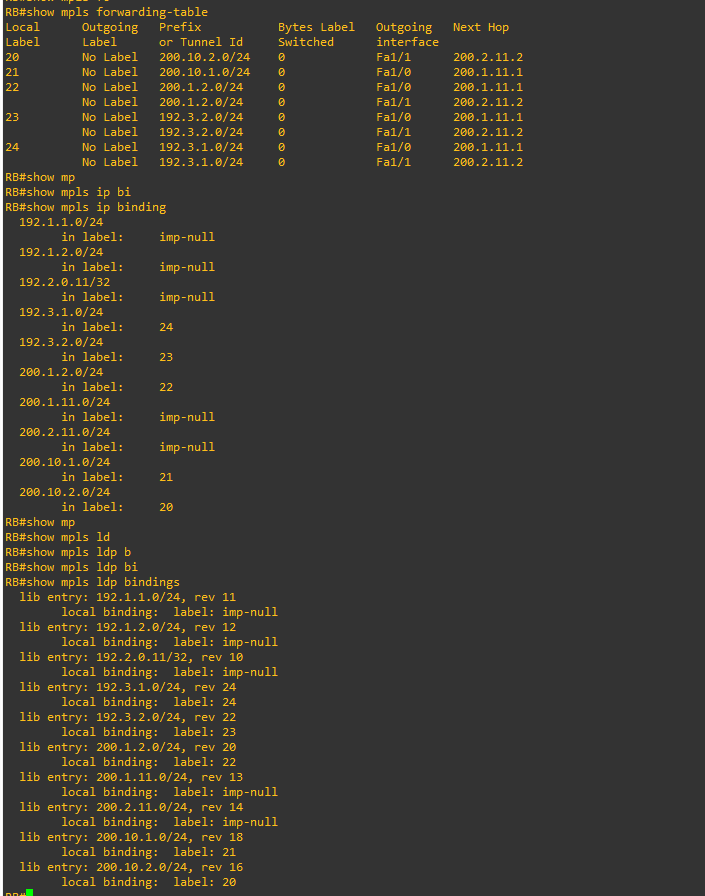 RB#show mpls forwarding-table
Local      Outgoing   Prefix           Bytes Label   Outgoing   Next Hop
Label      Label      or Tunnel Id     Switched      interface
20         No Label   200.10.2.0/24    0             Fa1/1      200.2.11.2
21         No Label   200.10.1.0/24    0             Fa1/0      200.1.11.1
22         No Label   200.1.2.0/24     0             Fa1/0      200.1.11.1
           No Label   200.1.2.0/24     0             Fa1/1      200.2.11.2
23         No Label   192.3.2.0/24     0             Fa1/0      200.1.11.1
           No Label   192.3.2.0/24     0             Fa1/1      200.2.11.2
24         No Label   192.3.1.0/24     0             Fa1/0      200.1.11.1
           No Label   192.3.1.0/24     0             Fa1/1      200.2.11.2
RB#show mp
RB#show mpls ip bi
RB#show mpls ip binding
  192.1.1.0/24
        in label:     imp-null
  192.1.2.0/24
        in label:     imp-null
  192.2.0.11/32
        in label:     imp-null
  192.3.1.0/24
        in label:     24
  192.3.2.0/24
        in label:     23
  200.1.2.0/24
        in label:     22
  200.1.11.0/24
        in label:     imp-null
  200.2.11.0/24
        in label:     imp-null
  200.10.1.0/24
        in label:     21
  200.10.2.0/24
        in label:     20
RB#show mp
RB#show mpls ld
RB#show mpls ldp b
RB#show mpls ldp bi
RB#show mpls ldp bindings
  lib entry: 192.1.1.0/24, rev 11
        local binding:  label: imp-null
  lib entry: 192.1.2.0/24, rev 12
        local binding:  label: imp-null
  lib entry: 192.2.0.11/32, rev 10
        local binding:  label: imp-null
  lib entry: 192.3.1.0/24, rev 24
        local binding:  label: 24
  lib entry: 192.3.2.0/24, rev 22
        local binding:  label: 23
  lib entry: 200.1.2.0/24, rev 20
        local binding:  label: 22
  lib entry: 200.1.11.0/24, rev 13
        local binding:  label: imp-null
  lib entry: 200.2.11.0/24, rev 14
        local binding:  label: imp-null
  lib entry: 200.10.1.0/24, rev 18
        local binding:  label: 21
  lib entry: 200.10.2.0/24, rev 16
        local binding:  label: 20
RB#